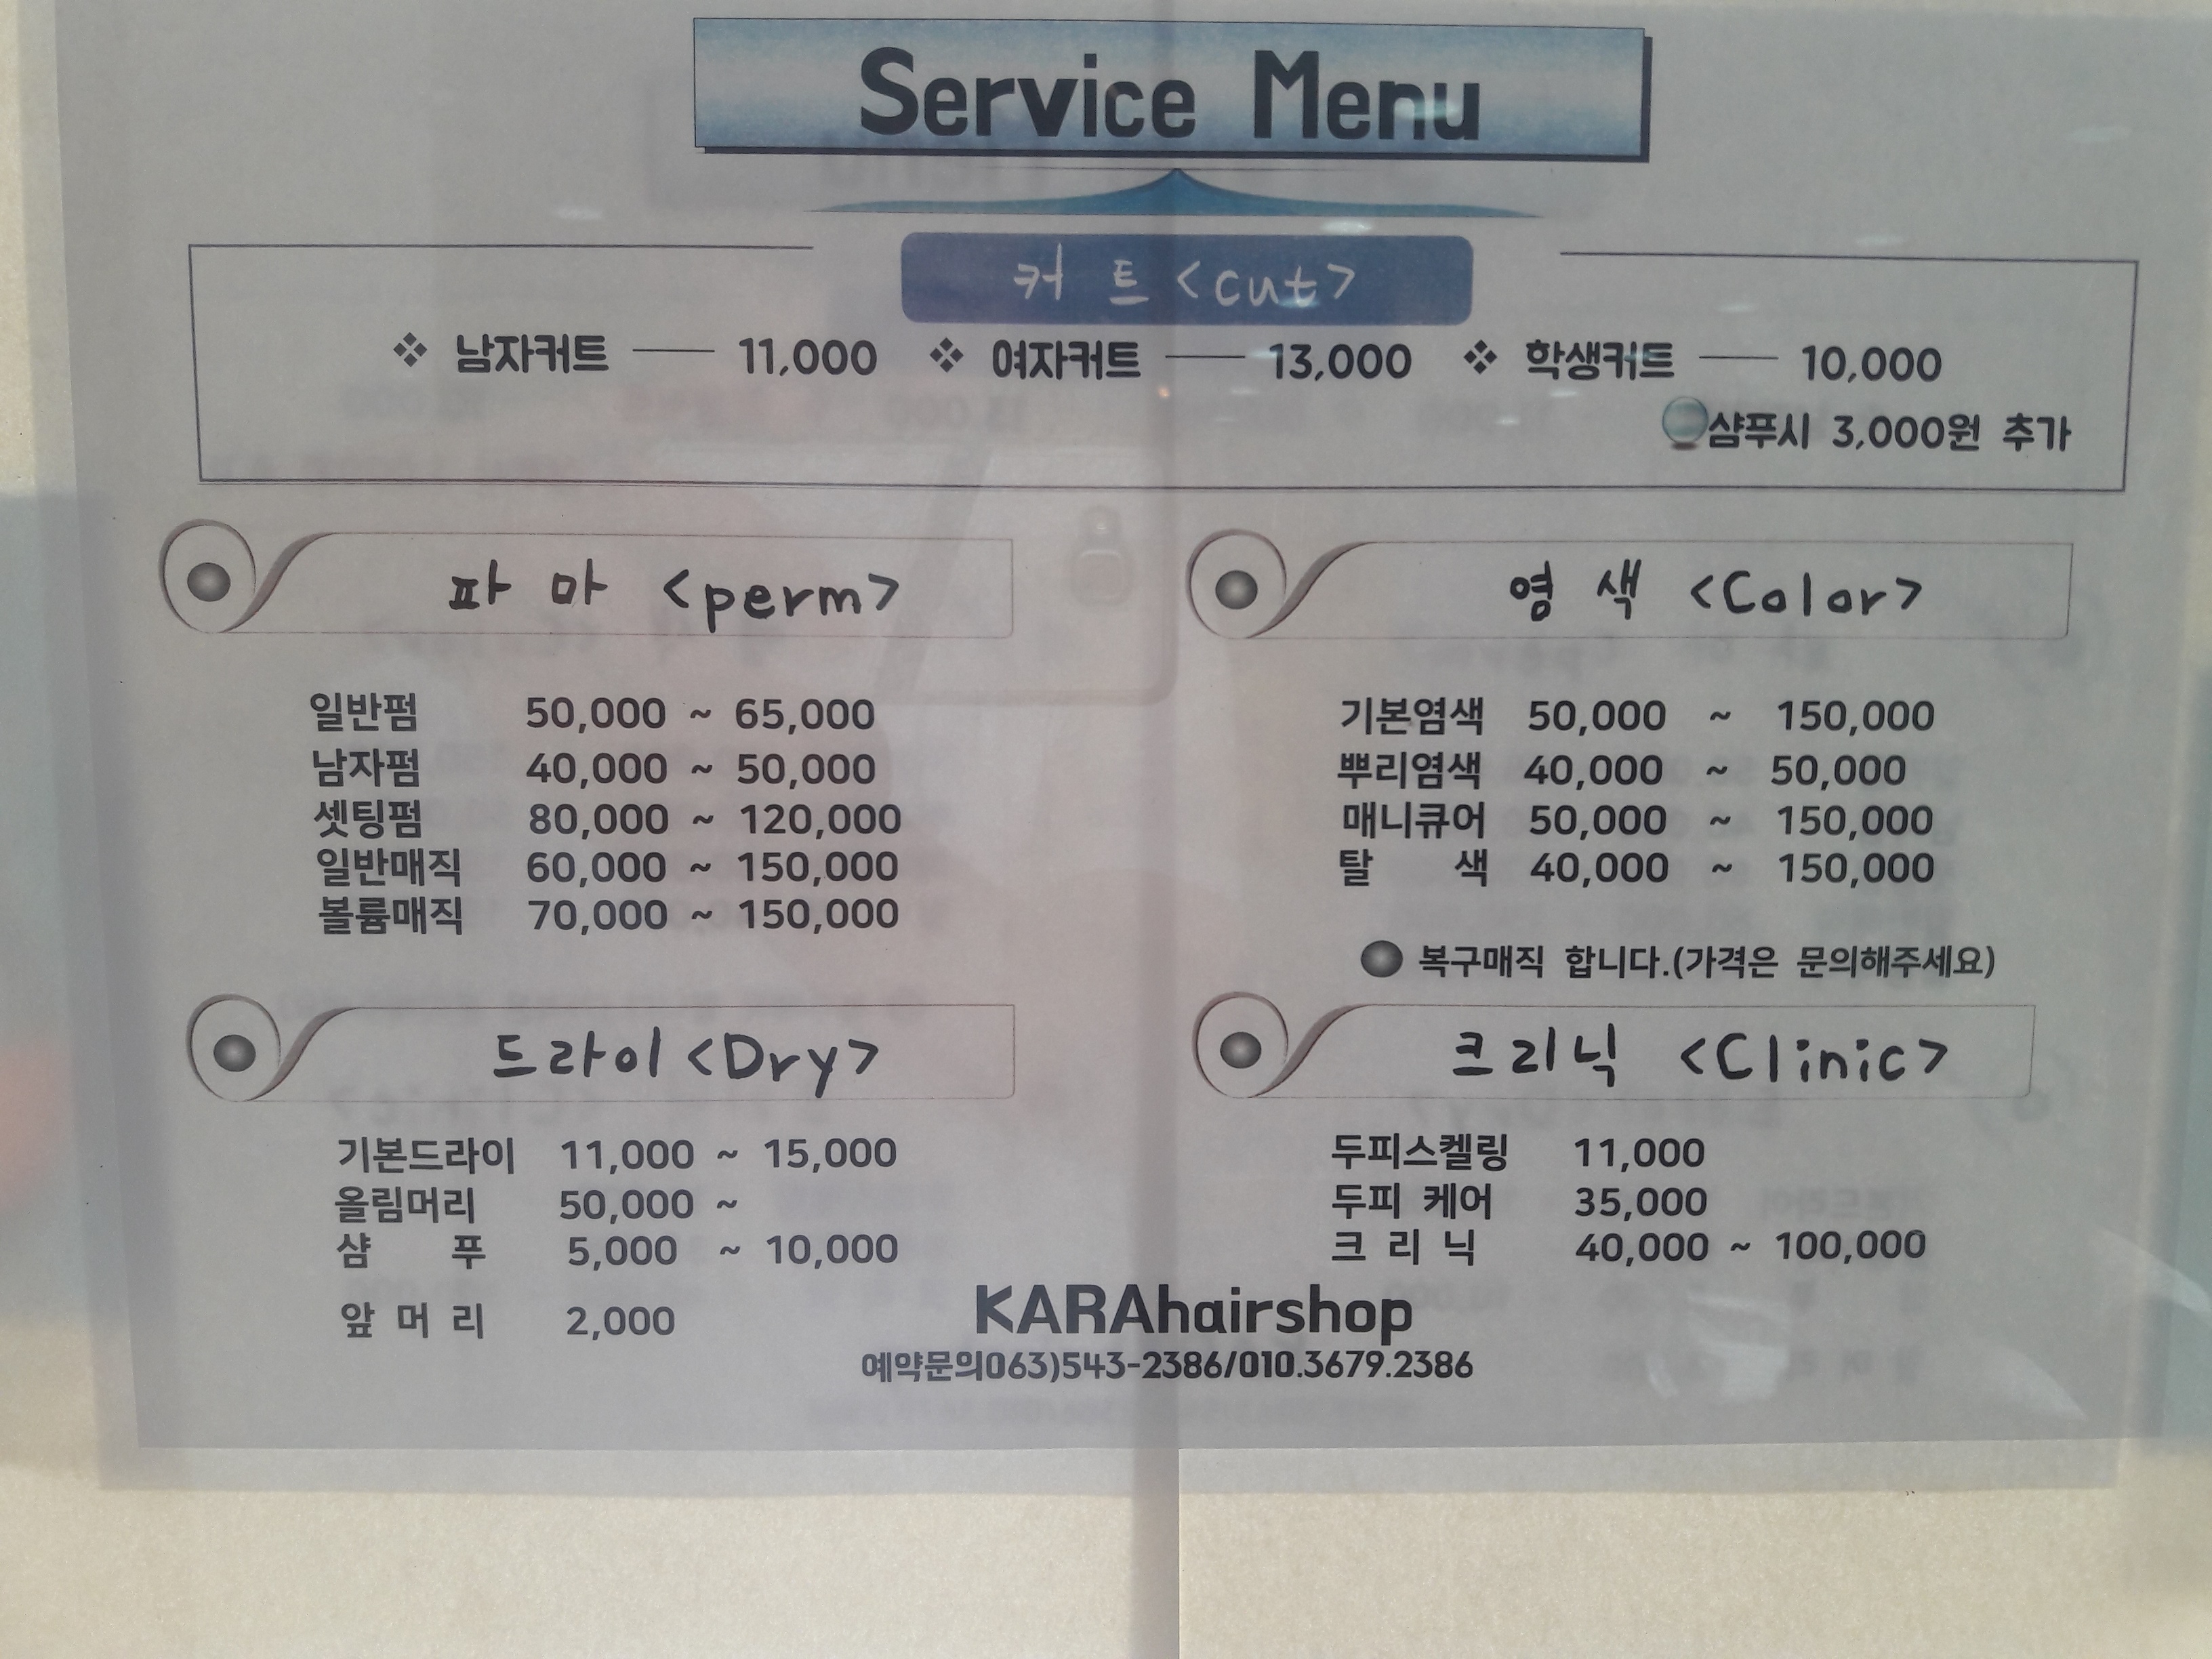 Service Menu
커 트 <cut>
❖ 남자커트 —— 11,000 ❖ 여자커트 —— 13,000 ❖ 학생커트 —— 10,000
샴푸시 3,000원 추가
파 마 <perm>
일반펌 50,000 ~ 65,000
남자펌 40,000 ~ 50,000
셋팅펌 80,000 ~ 120,000
일반매직 60,000 ~ 150,000
볼륨매직 70,000 ~ 150,000
영 색 <Color>
기본염색 50,000 ~ 150,000
뿌리염색 40,000 ~ 50,000
매니큐어 50,000 ~ 150,000
탈 색 40,000 ~ 150,000
복구매직 합니다.(가격은 문의해주세요)
드라이 <Dry>
기본드라이 11,000 ~ 15,000
올림머리 50,000 ~
샴 푸 5,000 ~ 10,000
앞 머 리 2,000
크리닉 <Clinic>
두피스켈링 11,000
두피 케어 35,000
크 리 닉 40,000 ~ 100,000
KARAhairshop
예약문의063)543-2386/010.3679.2386